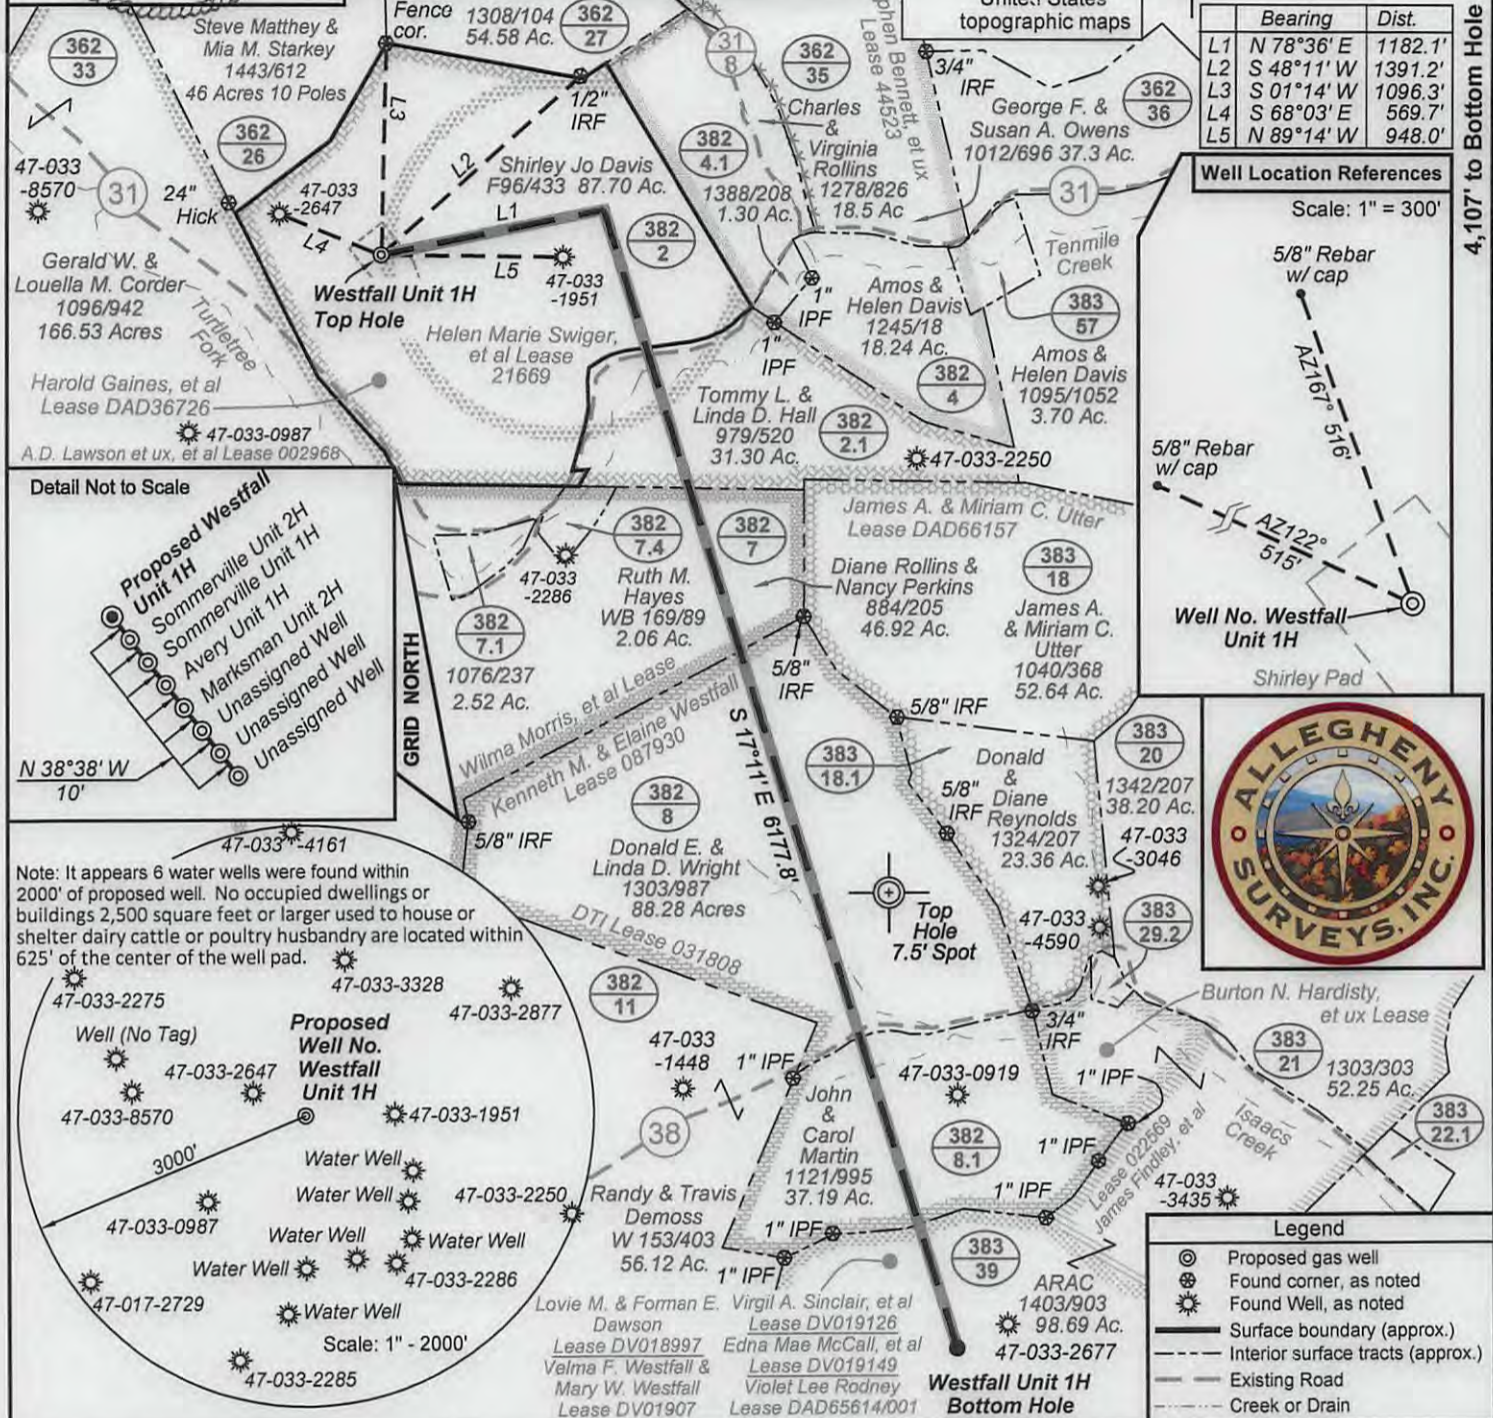 Steve Matthey &
Mia M. Starkey
1443/612
46 Acres 10 Poles
362
33
Fence
cor.
1308/104
54.58 Ac.
362
27
31
8
362
35
Bennett, et ux
Lease 44523
United States
topographic maps
3/4"
IRF
George F. &
Susan A. Owens
1012/696 37.3 Ac.
362
36
Bearing Dist.
L1 N 78°36' E 1182.1'
L2 S 48°11' W 1391.2'
L3 S 01°14' W 1096.3'
L4 S 68°03' E 569.7'
L5 N 89°14' W 948.0'
4,107' to Bottom Hole
362
26
47-033
-8570
31
24"
Hick
47-033
-2647
L3
L2
1/2"
IRF
Shirley Jo Davis
F96/433 87.70 Ac.
L1
L4
L5
47-033
-1951
Westfall Unit 1H
Top Hole
382
2
382
4.1
1388/208
1.30 Ac.
Charles
&
Virginia
Rollins
1278/826
18.5 Ac
31
Tenmile
Creek
383
57
Amos &
Helen Davis
1095/1052
3.70 Ac.
Amos &
Helen Davis
1245/18
18.24 Ac.
382
4
1"
IPF
1"
IPF
Gerald W. &
Louella M. Corder
1096/942
166.53 Acres
Turtletree
Fork
Harold Gaines, et al
Lease DAD36726
47-033-0987
A.D. Lawson et ux, et al Lease 002968
Helen Marie Swiger,
et al Lease
21669
Tommy L. &
Linda D. Hall
979/520
31.30 Ac.
382
2.1
47-033-2250
Well Location References
Scale: 1" = 300'
5/8" Rebar
w/ cap
AZ167° 516'
5/8" Rebar
w/ cap
AZ122°
515'
Well No. Westfall
Unit 1H
Shirley Pad
Detail Not to Scale
Proposed Westfall
Unit 1H
Sommerville Unit 2H
Sommerville Unit 1H
Avery Unit 1H
Marksman Unit 2H
Unassigned Well
Unassigned Well
Unassigned Well
N 38°38' W
10'
GRID NORTH
382
7.4
382
7
47-033
-2286
Ruth M.
Hayes
WB 169/89
2.06 Ac.
382
7.1
1076/237
2.52 Ac.
James A. & Miriam C. Utter
Lease DAD66157
Diane Rollins &
Nancy Perkins
884/205
46.92 Ac.
383
18
James A.
& Miriam C.
Utter
1040/368
52.64 Ac.
5/8"
IRF
5/8" IRF
Wilma Morris, et al Lease
Kenneth M. & Elaine Westfall
Lease 087930
S 17°11' E 6177.8'
383
18.1
382
8
Donald E. &
Linda D. Wright
1303/987
88.28 Acres
5/8" IRF
5/8"
IRF
Donald
&
Diane
Reynolds
1324/207
23.36 Ac.
383
20
1342/207
38.20 Ac.
47-033
-3046
47-033
-4590
383
29.2
Top
Hole
7.5' Spot
ALLEGHENY
SURVEYS, INC.
47-033 -4161
Note: It appears 6 water wells were found within
2000' of proposed well. No occupied dwellings or
buildings 2,500 square feet or larger used to house or
shelter dairy cattle or poultry husbandry are located within
625' of the center of the well pad.
DTI Lease 031808
382
11
47-033-2275
47-033-3328
47-033-2877
Well (No Tag)
47-033-8570
47-033-2647
Proposed
Well No.
Westfall
Unit 1H
47-033-1951
3000'
Water Well
Water Well
47-033-2250
47-033-0987
Water Well
Water Well
Water Well
47-033-2286
47-017-2729
Water Well
Scale: 1" - 2000'
47-033-2285
47-033
-1448
1" IPF
38
John
&
Carol
Martin
1121/995
37.19 Ac.
47-033-0919
382
8.1
3/4"
IRF
1" IPF
1" IPF
1" IPF
Lease 022569
James Findley, et al
Burton N. Hardisty,
et ux Lease
383
21
1303/303
52.25 Ac.
Isaacs
Creek
383
22.1
47-033
-3435
Randy & Travis
Demoss
W 153/403
56.12 Ac.
1" IPF
1" IPF
383
39
ARAC
1403/903
98.69 Ac.
47-033-2677
Lovie M. & Forman E.
Dawson
Lease DV018997
Velma F. Westfall &
Mary W. Westfall
Lease DV01907
Virgil A. Sinclair, et al
Lease DV019126
Edna Mae McCall, et al
Lease DV019149
Violet Lee Rodney
Lease DAD65614/001
Westfall Unit 1H
Bottom Hole
Legend
Proposed gas well
Found corner, as noted
Found Well, as noted
Surface boundary (approx.)
Interior surface tracts (approx.)
Existing Road
Creek or Drain